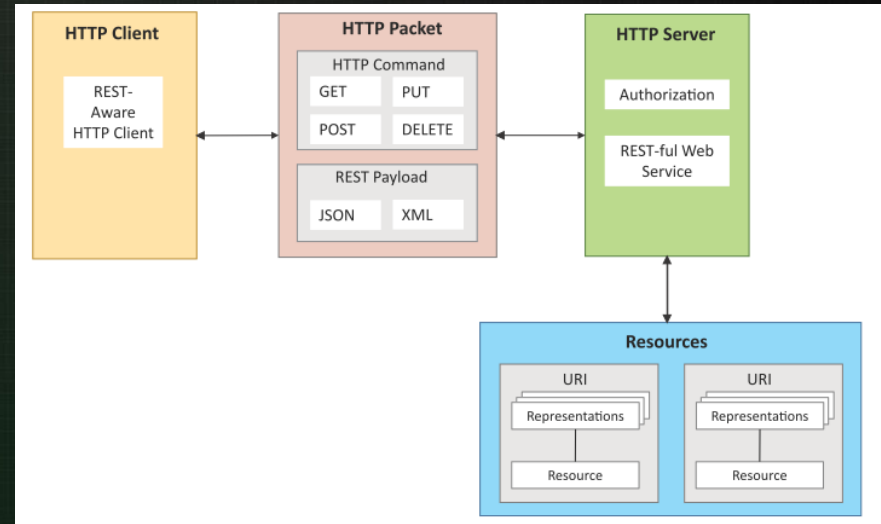 HTTP Client
REST-
Aware
HTTP Client
HTTP Packet
HTTP Command
GET
PUT
POST
DELETE
REST Payload
JSON
XML
HTTP Server
Authorization
REST-ful Web
Service
Resources
URI
Representations
Resource
URI
Representations
Resource